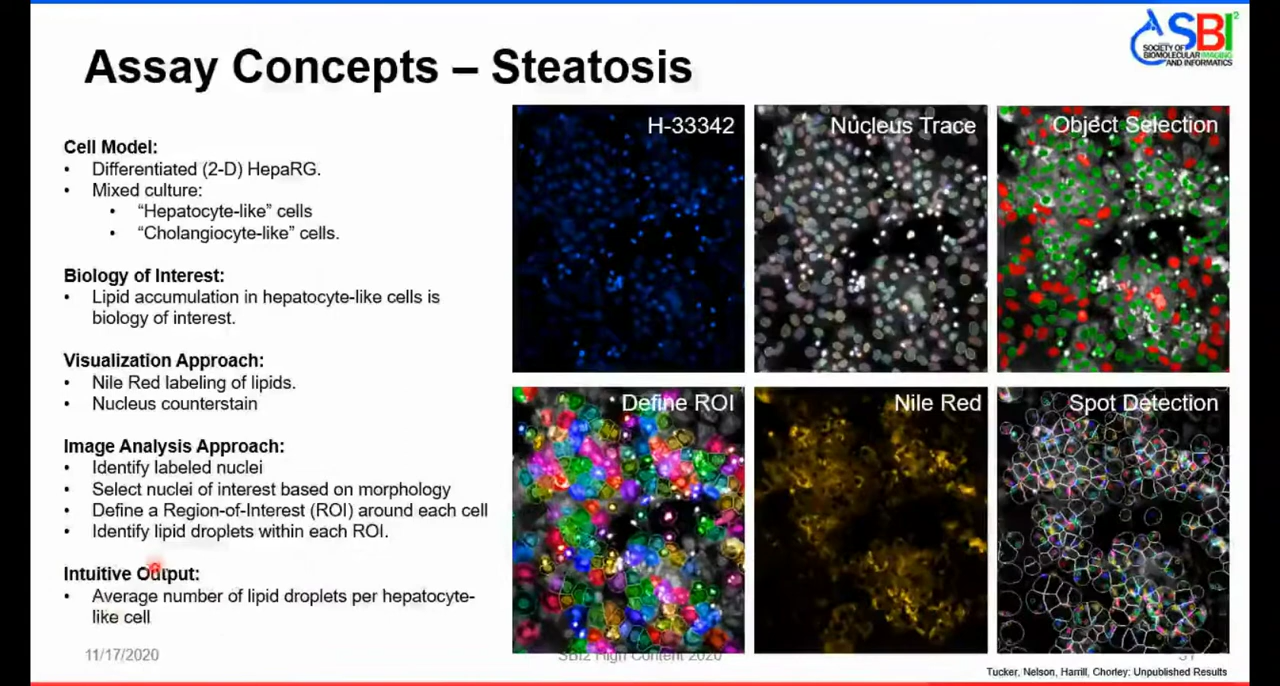 SBI²
SOCIETY OF
BIOMOLECULAR IMAGING
AND INFORMATICS
Assay Concepts – Steatosis
Cell Model:
• Differentiated (2-D) HepaRG.
• Mixed culture:
• “Hepatocyte-like” cells
• “Cholangiocyte-like” cells.
Biology of Interest:
• Lipid accumulation in hepatocyte-like cells is
biology of interest.
Visualization Approach:
• Nile Red labeling of lipids.
• Nucleus counterstain
Image Analysis Approach:
• Identify labeled nuclei
• Select nuclei of interest based on morphology
• Define a Region-of-Interest (ROI) around each cell
• Identify lipid droplets within each ROI.
Intuitive Output:
• Average number of lipid droplets per hepatocyte-
like cell
H-33342
Nucleus Trace
Object Selection
Define ROI
Nile Red
Spot Detection
11/17/2020
SBI2 High Content 2020
Tucker, Nelson, Harrill, Chorley: Unpublished Results